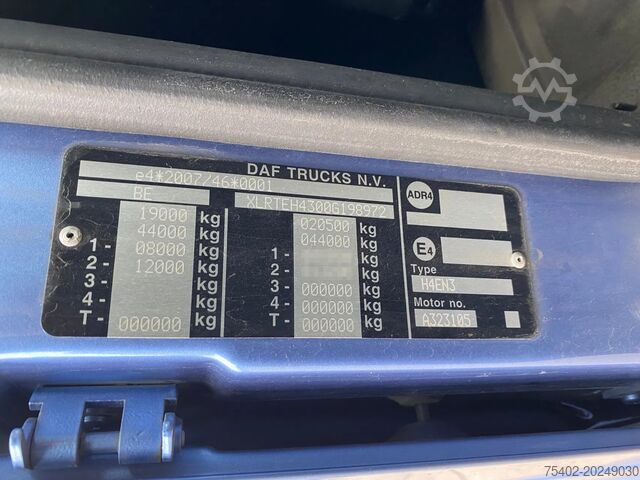 DAF TRUCKS N.V.
e4*2007/46*0001
BE XLRTEH4300G198972
19000 kg 020500 kg
44000 kg 044000 kg
1- 08000 kg 1- kg
2- 12000 kg 2- kg
3- kg 3- 000000 kg
4- kg 4- 000000 kg
T- 000000 kg T- 000000 kg
ADR4
E4
Type
H4EN3
Motor no.
A323105
75402-20249030